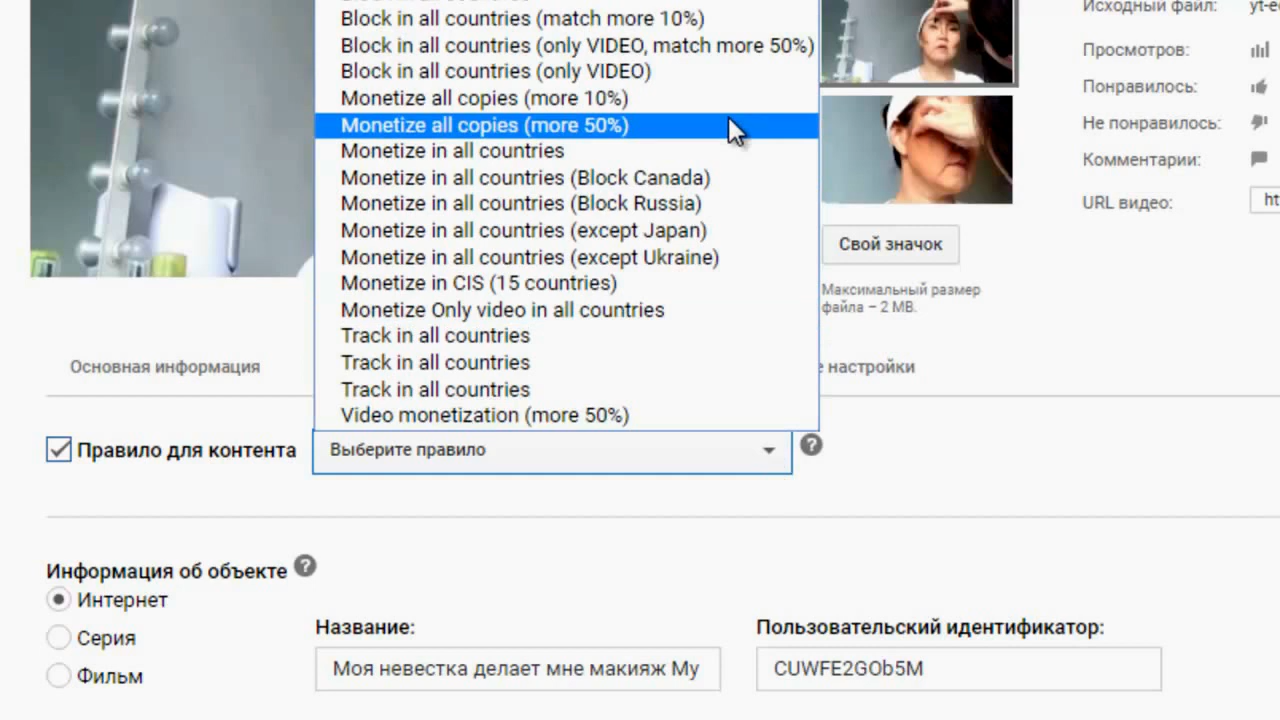 Block in all countries (match more 10%)
Block in all countries (only VIDEO, match more 50%)
Block in all countries (only VIDEO)
Monetize all copies (more 10%)
Monetize all copies (more 50%)
Monetize in all countries
Monetize in all countries (Block Canada)
Monetize in all countries (Block Russia)
Monetize in all countries (except Japan)
Monetize in all countries (except Ukraine)
Monetize in CIS (15 countries)
Monetize Only video in all countries
Track in all countries
Track in all countries
Track in all countries
Video monetization (more 50%)
Исходный файл:
Просмотров:
Понравилось:
Не понравилось:
Комментарии:
URL видео:
Свой значок
Максимальный размер
файла – 2 MB.
Основная информация
настройки
Правило для контента
Выберите правило
Информация об объекте
Интернет
Серия
Фильм
Название:
Моя невестка делает мне макияж Му
Пользовательский идентификатор:
CUWFE2GOb5M